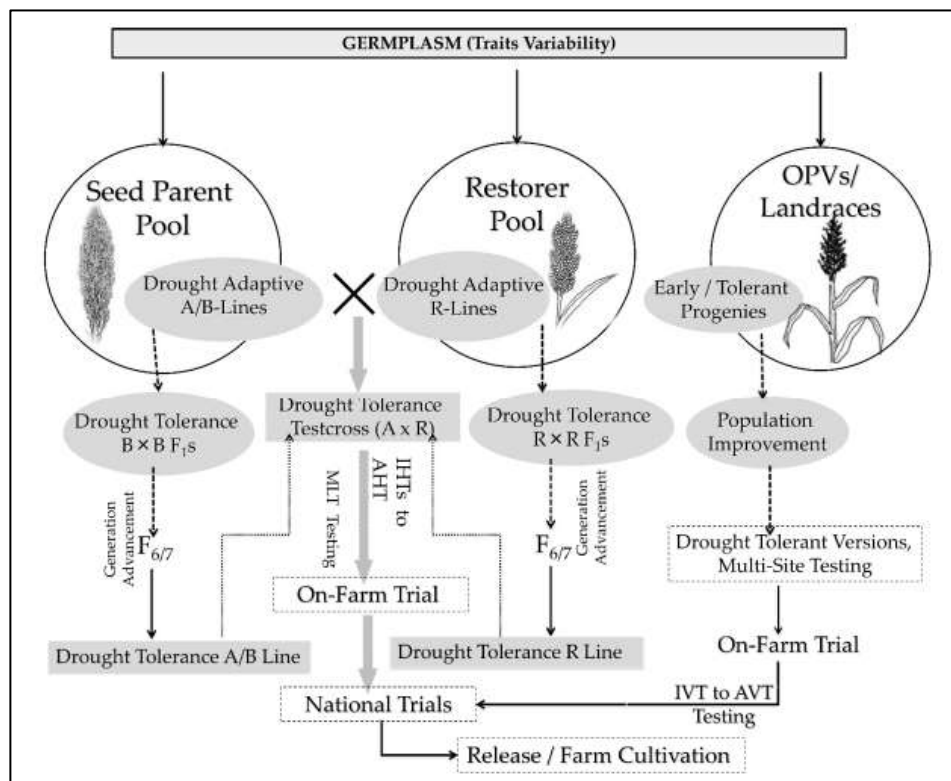 GERMPLASM (Traits Variability)
Seed Parent
Pool
Drought Adaptive
A/B-Lines
Restorer
Pool
Drought Adaptive
R-Lines
OPVs/
Landraces
Early / Tolerant
Progenies
Drought Tolerance
B × B F₁s
Drought Tolerance
Testcross (A x R)
Drought Tolerance
R × R F₁s
Population
Improvement
Generation
Advancement
F₆/₇
MLT Testing
IHTs to
AHT
F₆/₇
Generation
Advancement
Drought Tolerant Versions,
Multi-Site Testing
On-Farm Trial
On-Farm Trial
Drought Tolerance A/B Line
Drought Tolerance R Line
IVT to AVT
Testing
National Trials
Release / Farm Cultivation